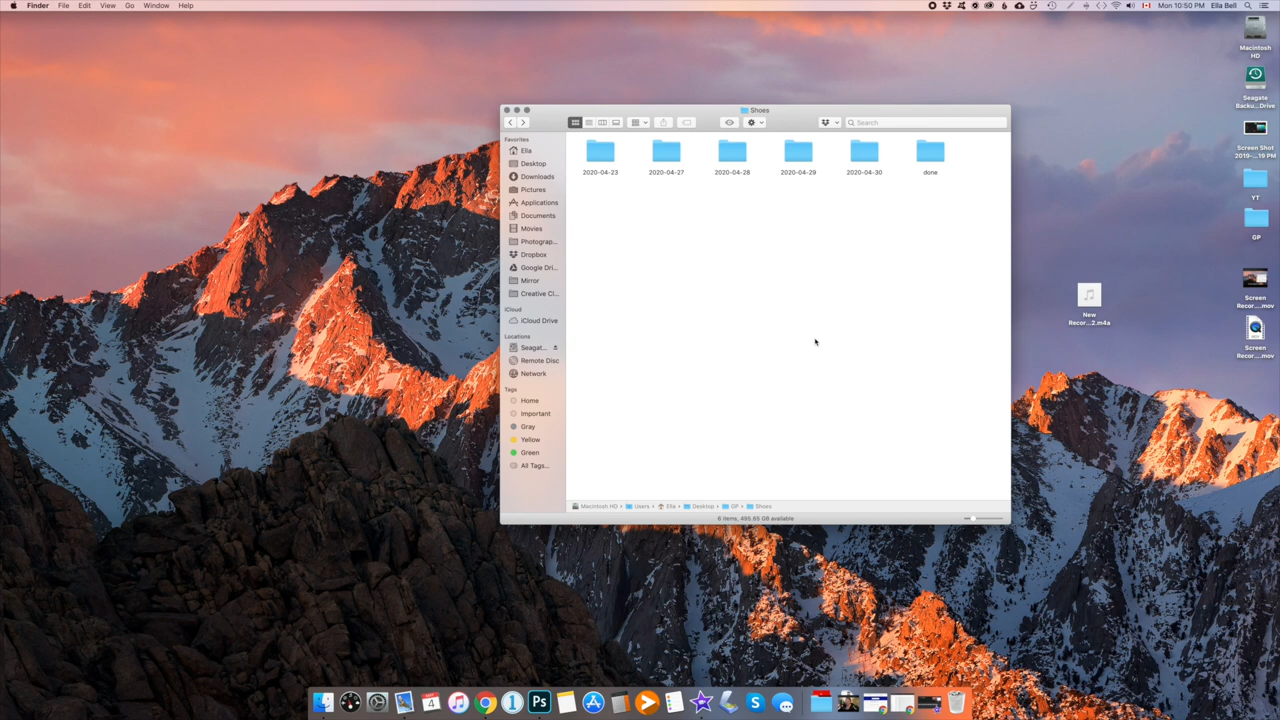 Finder File Edit View Go Window Help
Mon 10:50 PM Ella Bell
Macintosh HD
Seagate Backu...Drive
Screen Shot 2019-...19 PM
YT
GP
Screen Recor....mov
Screen Recor....mov
New Recor...2.m4a
Shoes
Search
Favorites
Ella
Desktop
Downloads
Pictures
Applications
Documents
Movies
Photograp...
Dropbox
Google Dri...
Mirror
Creative Cl...
iCloud
iCloud Drive
Locations
Seagat...
Remote Disc
Network
Tags
Home
Important
Gray
Yellow
Green
All Tags...
2020-04-23 2020-04-27 2020-04-28 2020-04-29 2020-04-30 done
Macintosh HD Users Ella Desktop GP Shoes
6 items, 495.85 GB available
4
1
Ps
S